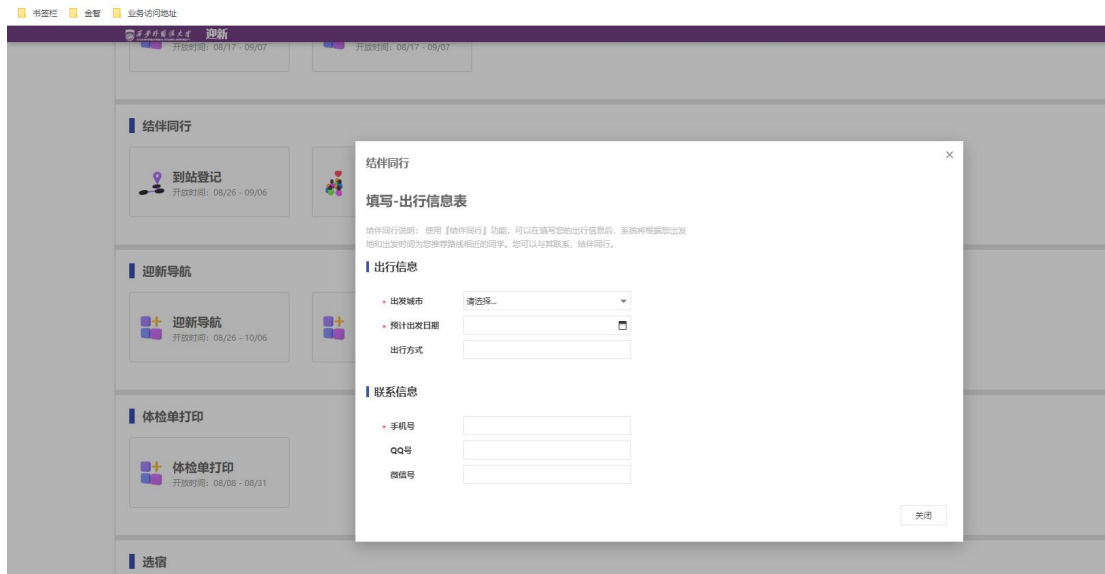 书签栏 金智 业务访问地址
西安外国语大学 迎新
开放时间: 08/17 - 09/07
开放时间: 08/17 - 09/07
结伴同行
到站登记
开放时间: 08/26 - 09/06
迎新导航
迎新导航
开放时间: 08/26 - 10/06
体检单打印
体检单打印
开放时间: 08/08 - 08/31
选宿
结伴同行
×
填写-出行信息表
结伴同行说明: 使用『结伴同行』功能, 可以在填写您的出行信息后, 系统将根据您出发
地和出发时间为您推荐路线相近的同学。您可以与其联系, 结伴同行。
出行信息
* 出发城市 请选择...
* 预计出发日期
出行方式
联系信息
* 手机号
QQ号
微信号
关闭